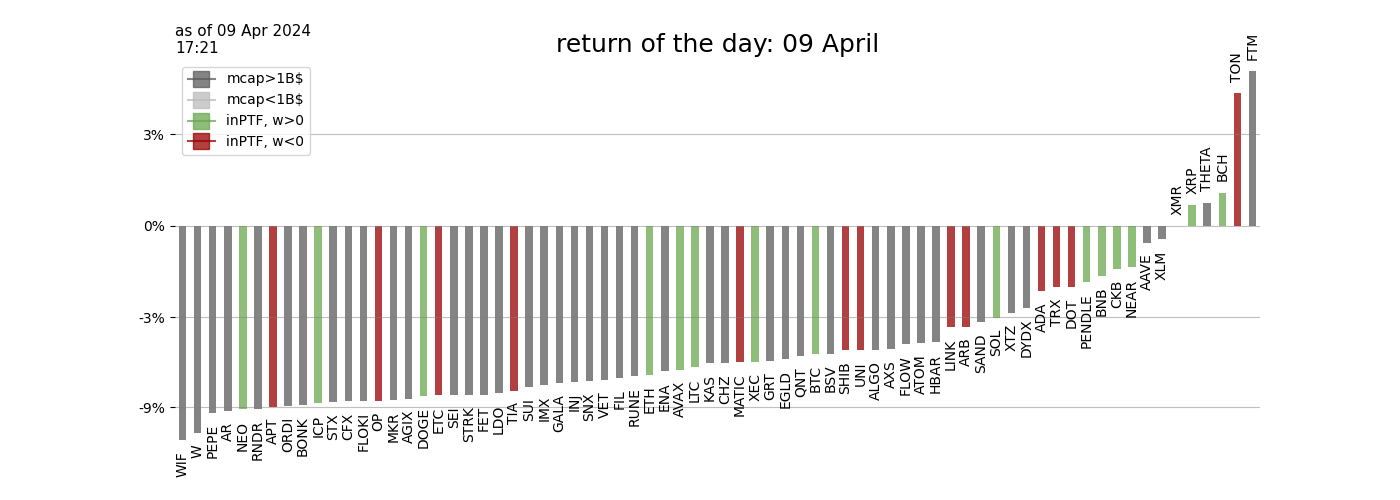 as of 09 Apr 2024
17:21
return of the day: 09 April
mcap>1B$
mcap<1B$
inPTF, w>0
inPTF, w<0
3%
0%
-3%
-9%
WIF
W
PEPE
AR
NEO
RNDR
APT
ORDI
BONK
ICP
STX
CFX
FLOKI
OP
MKR
AGIX
DOGE
ETC
SEI
STRK
FET
LDO
TIA
SUI
IMX
GALA
INJ
SNX
VET
FIL
RUNE
ETH
ENA
AVAX
LTC
KAS
CHZ
MATIC
XEC
GRT
EGLD
QNT
BTC
BSV
SHIB
UNI
ALGO
AXS
FLOW
ATOM
HBAR
LINK
ARB
SAND
SOL
XTZ
DYDX
ADA
TRX
DOT
PENDLE
BNB
CKB
NEAR
AAVE
XLM
XMR
XRP
THETA
BCH
TON
FTM